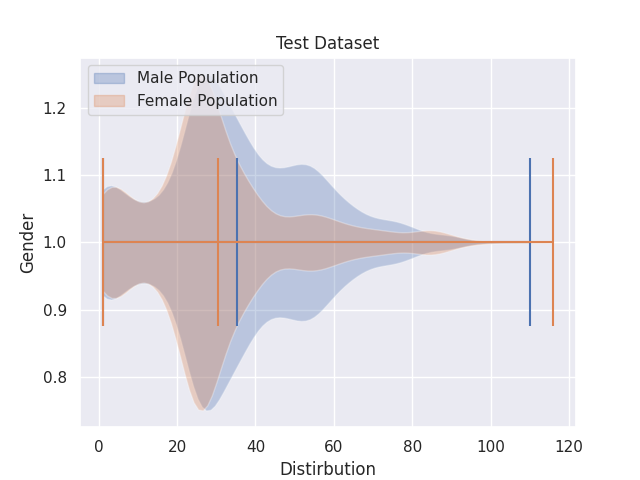 Test Dataset
Male Population
Female Population
Gender
1.2
1.1
1.0
0.9
0.8
0 20 40 60 80 100 120
Distirbution